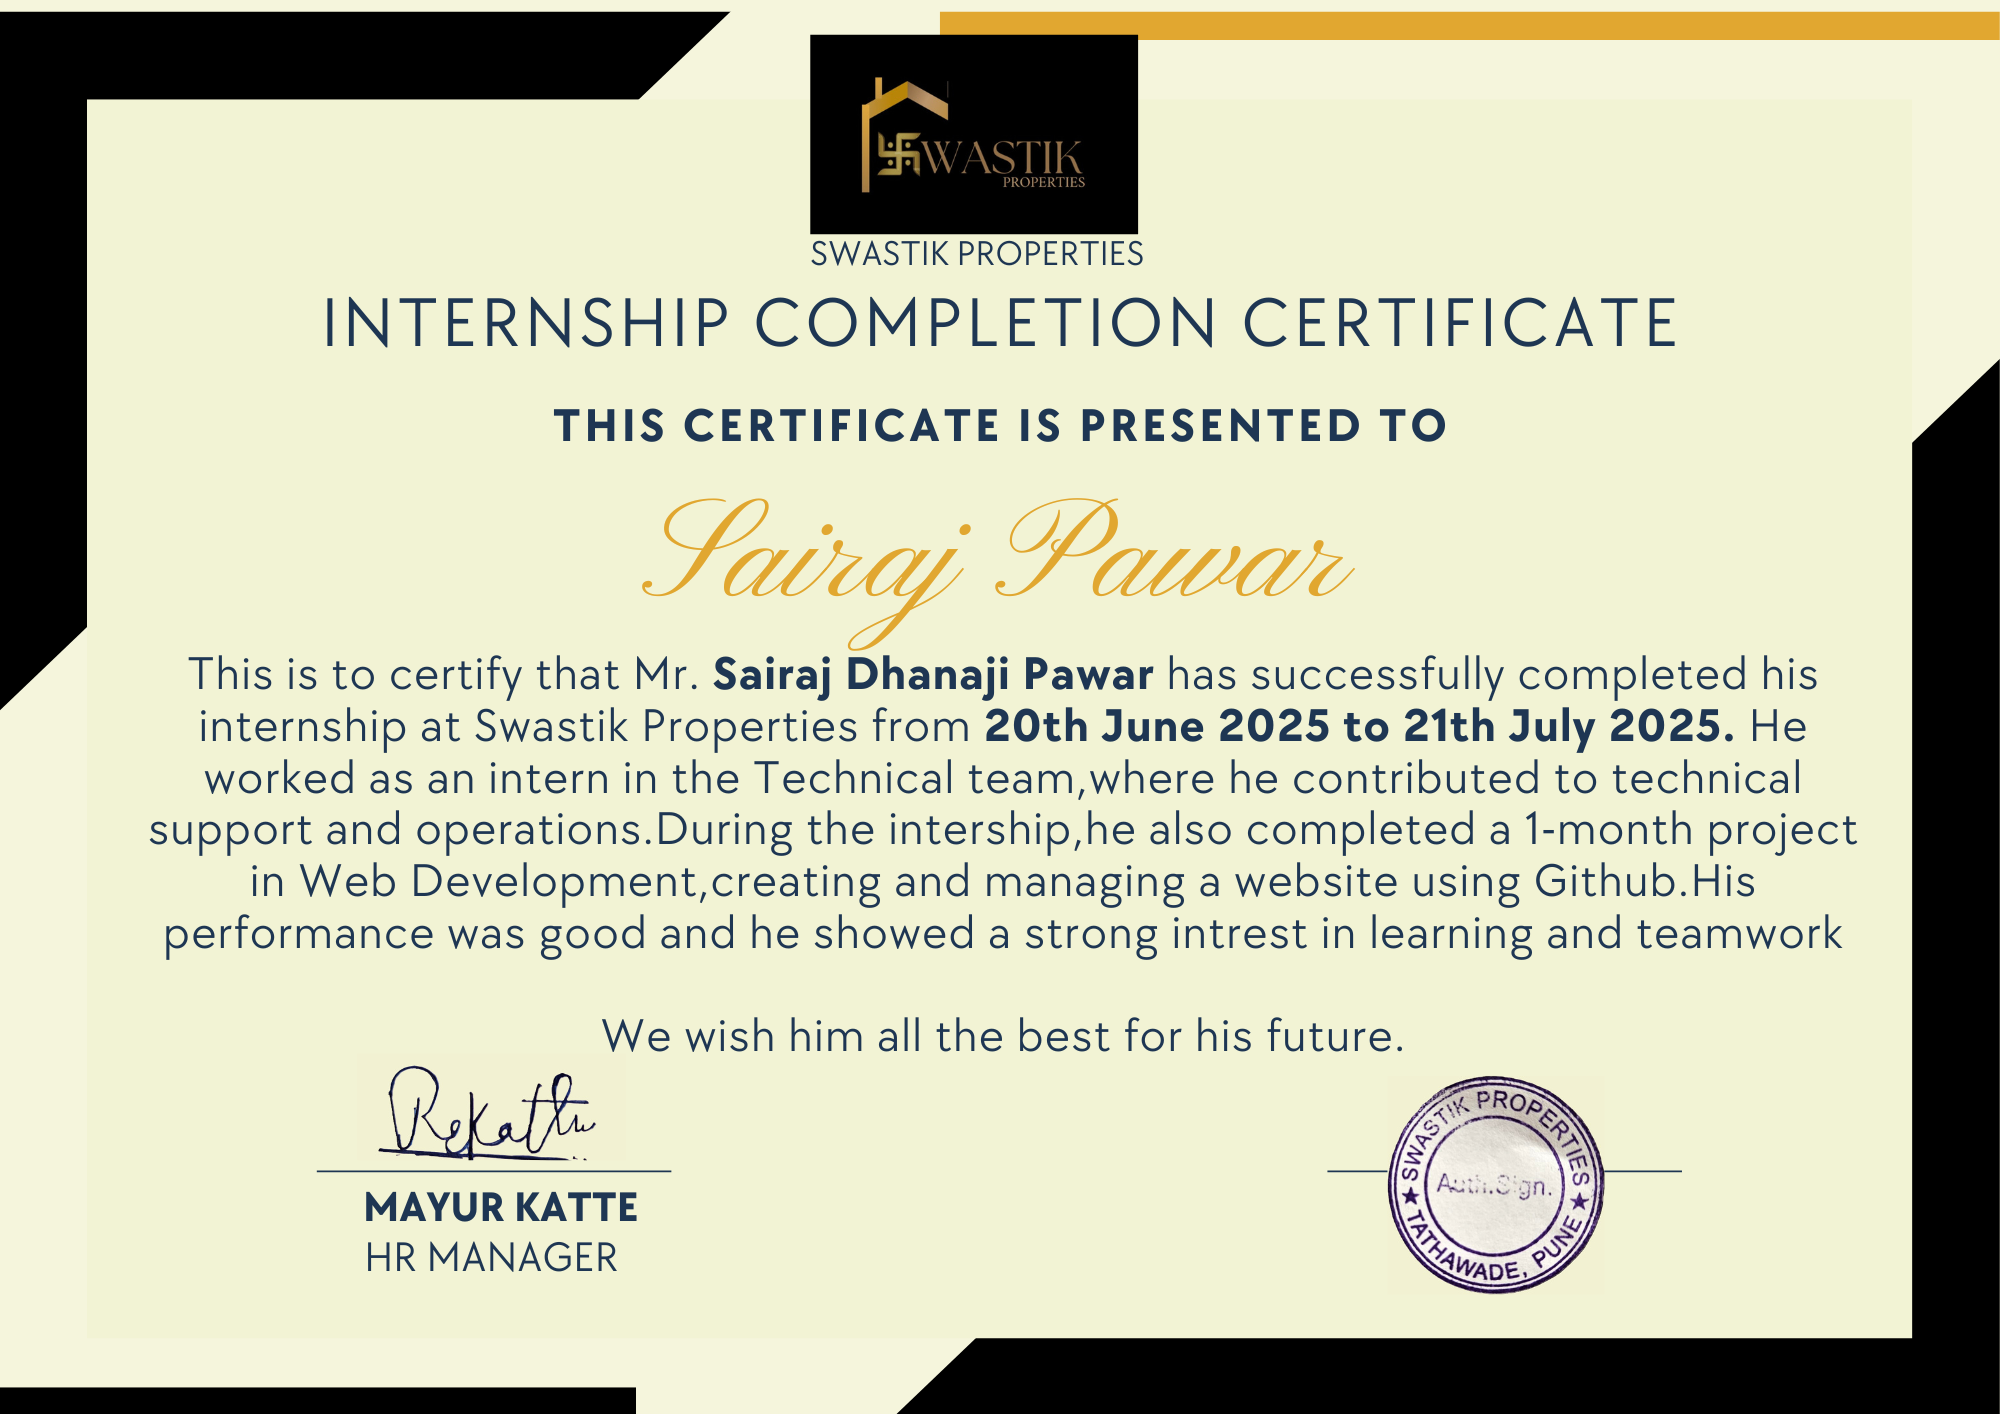 卐WASTIK
PROPERTIES
SWASTIK PROPERTIES
INTERNSHIP COMPLETION CERTIFICATE
THIS CERTIFICATE IS PRESENTED TO
Sairaj Pawar
This is to certify that Mr. Sairaj Dhanaji Pawar has successfully completed his
internship at Swastik Properties from 20th June 2025 to 21th July 2025. He
worked as an intern in the Technical team,where he contributed to technical
support and operations.During the intership,he also completed a 1-month project
in Web Development,creating and managing a website using Github.His
performance was good and he showed a strong intrest in learning and teamwork
We wish him all the best for his future.
MAYUR KATTE
HR MANAGER
★ SWASTIK PROPERTIES ★
Auth.Sign.
TATHAWADE, PUNE